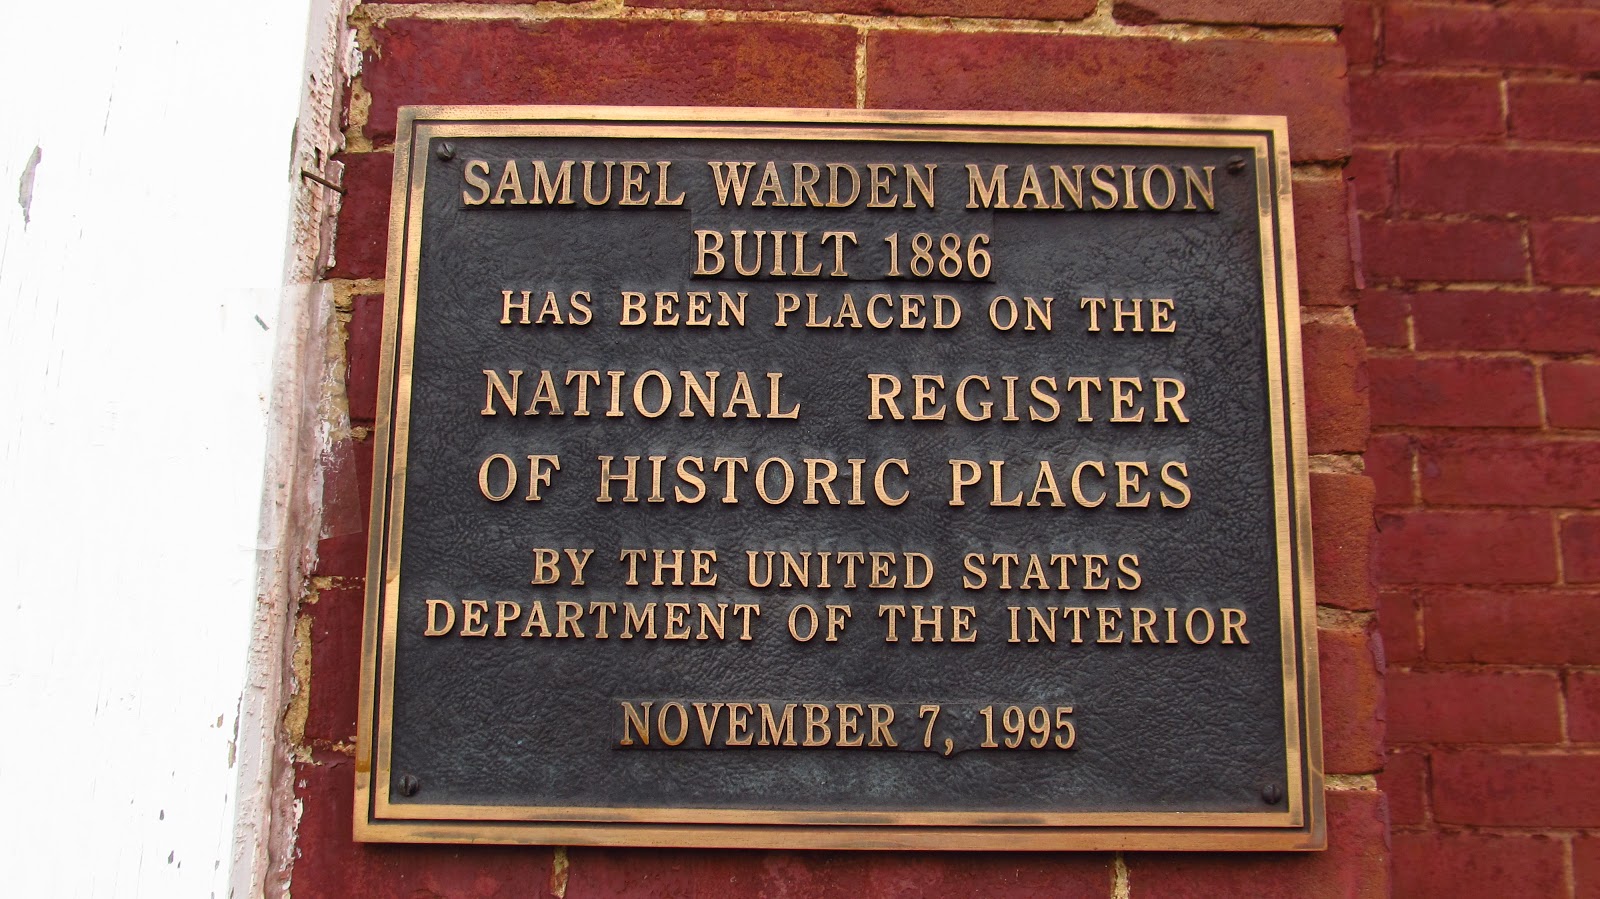 SAMUEL WARDEN MANSION
BUILT 1886
HAS BEEN PLACED ON THE
NATIONAL REGISTER
OF HISTORIC PLACES
BY THE UNITED STATES
DEPARTMENT OF THE INTERIOR
NOVEMBER 7, 1995